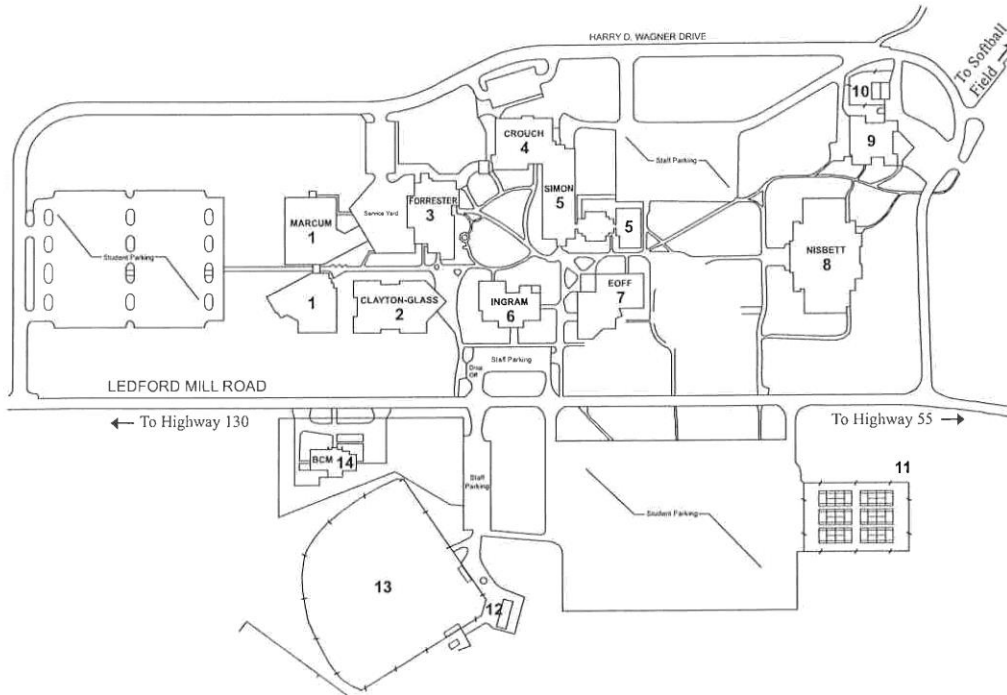 HARRY D. WAGNER DRIVE
To Softball
Field
10
9
CROUCH
4
Staff Parking
SIMON
5
5
FORRESTER
3
Service Yard
MARCUM
1
Student Parking
NISBETT
8
1
CLAYTON-GLASS
2
INGRAM
6
EOFF
7
Staff Parking
Drop
Off
LEDFORD MILL ROAD
← To Highway 130
To Highway 55 →
BCM 14
Staff
Parking
11
Student Parking
13
12